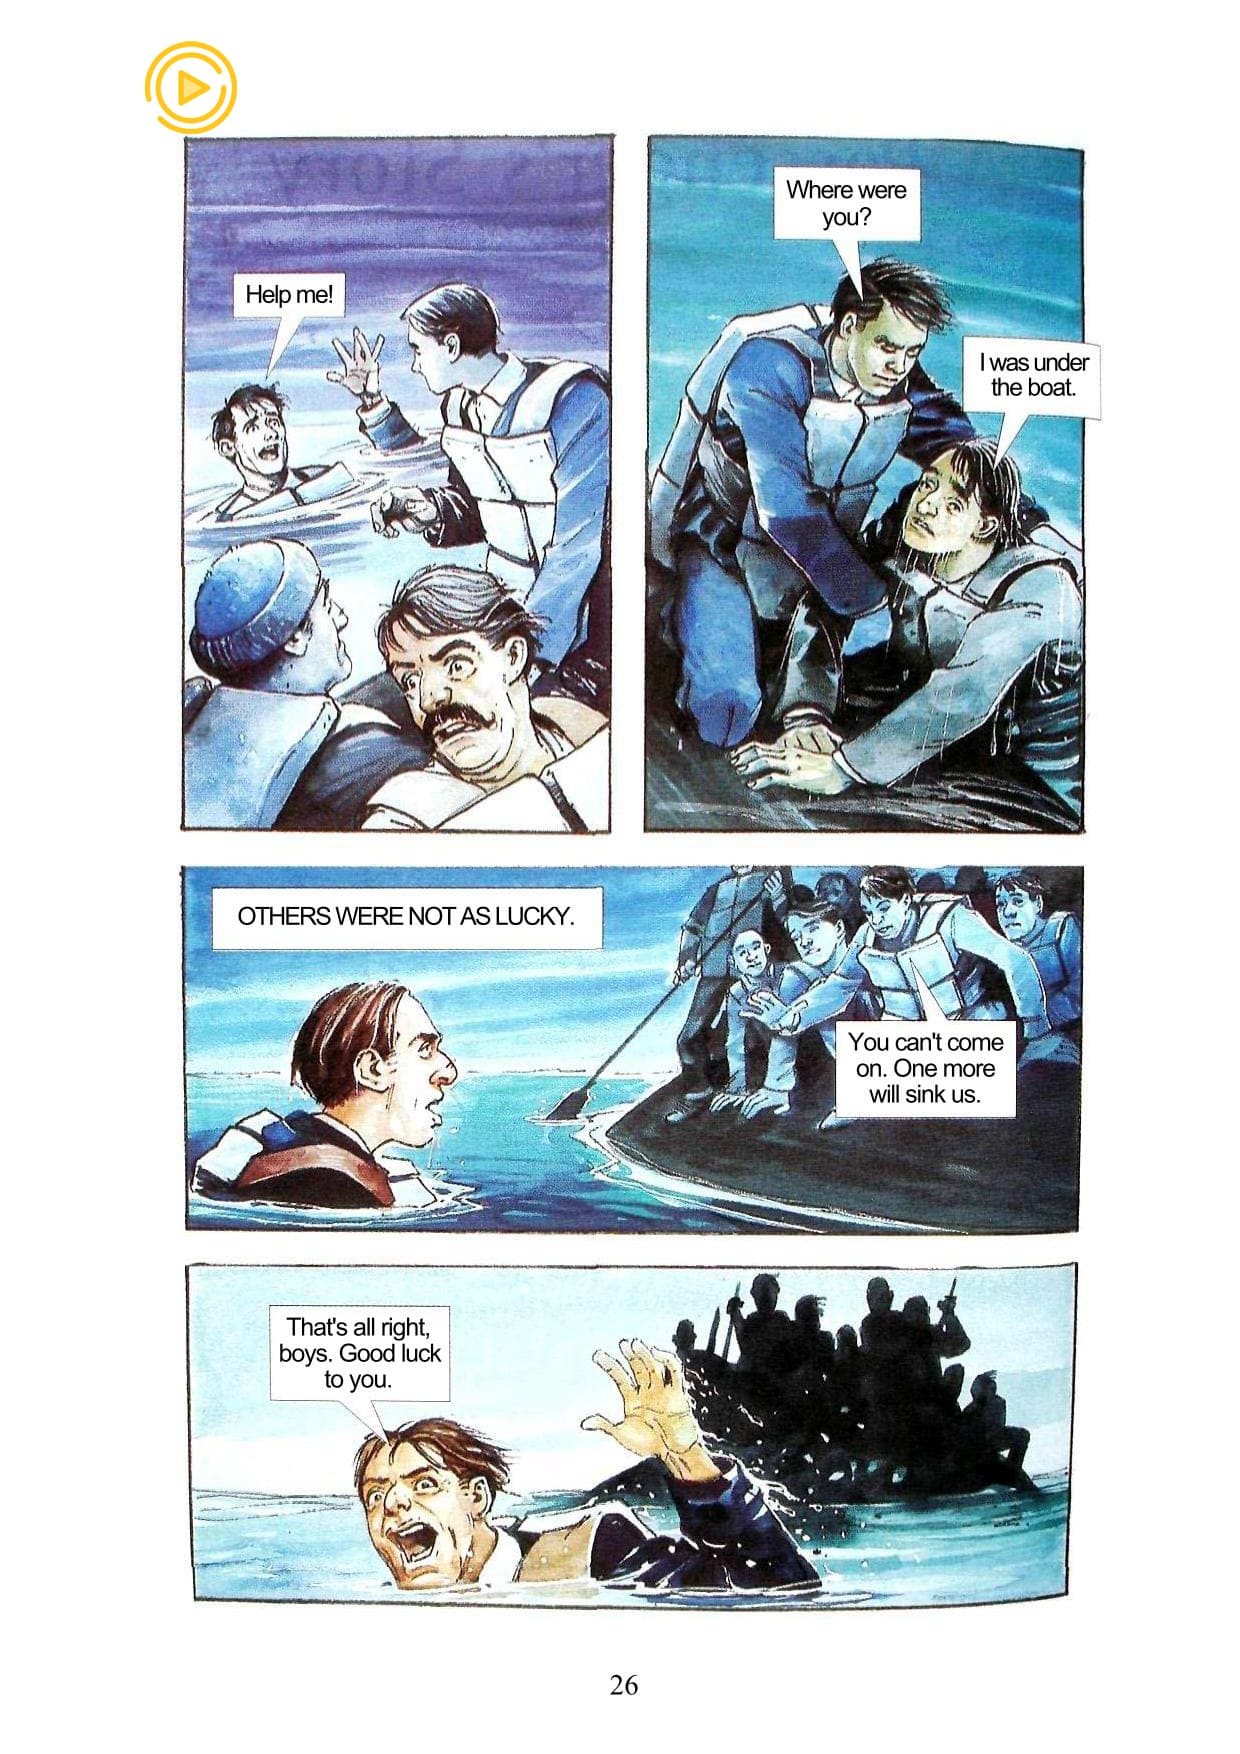 Help me!
Where were
you?
I was under
the boat.
OTHERS WERE NOT AS LUCKY.
You can't come
on. One more
will sink us.
That's all right,
boys. Good luck
to you.
26